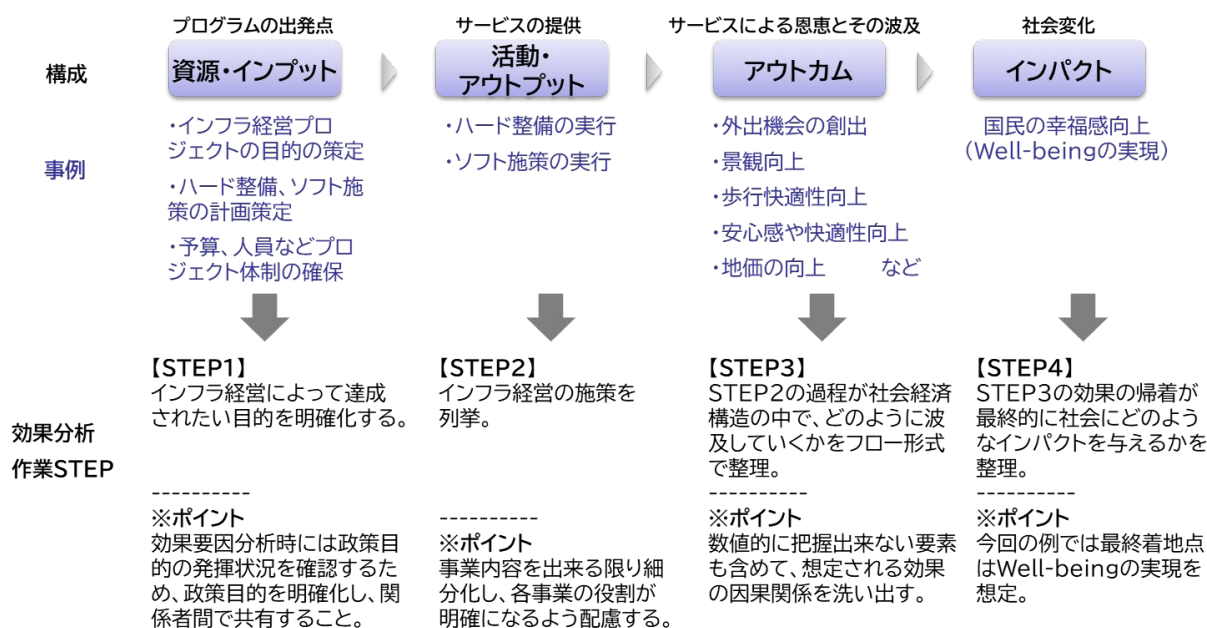 プログラムの出発点
サービスの提供
サービスによる恩恵とその波及
社会変化
構成
資源・インプット
活動・
アウトプット
アウトカム
インパクト
事例
・インフラ経営プロ
ジェクトの目的の策定
・ハード整備、ソフト施
策の計画策定
・予算、人員などプロ
ジェクト体制の確保
・ハード整備の実行
・ソフト施策の実行
・外出機会の創出
・景観向上
・歩行快適性向上
・安心感や快適性向上
・地価の向上 など
国民の幸福感向上
(Well-beingの実現)
効果分析
作業STEP
【STEP1】
インフラ経営によって達成
されたい目的を明確化する。
----------
※ポイント
効果要因分析時には政策目
的の発揮状況を確認するた
め、政策目的を明確化し、関
係者間で共有すること。
【STEP2】
インフラ経営の施策を
列挙。
----------
※ポイント
事業内容を出来る限り細
分化し、各事業の役割が
明確になるよう配慮する。
【STEP3】
STEP2の過程が社会経済
構造の中で、どのように波
及していくかをフロー形式
で整理。
----------
※ポイント
数値的に把握出来ない要素
も含めて、想定される効果
の因果関係を洗い出す。
【STEP4】
STEP3の効果の帰着が
最終的に社会にどのよう
なインパクトを与えるかを
整理。
----------
※ポイント
今回の例では最終着地点
はWell-beingの実現を
想定。